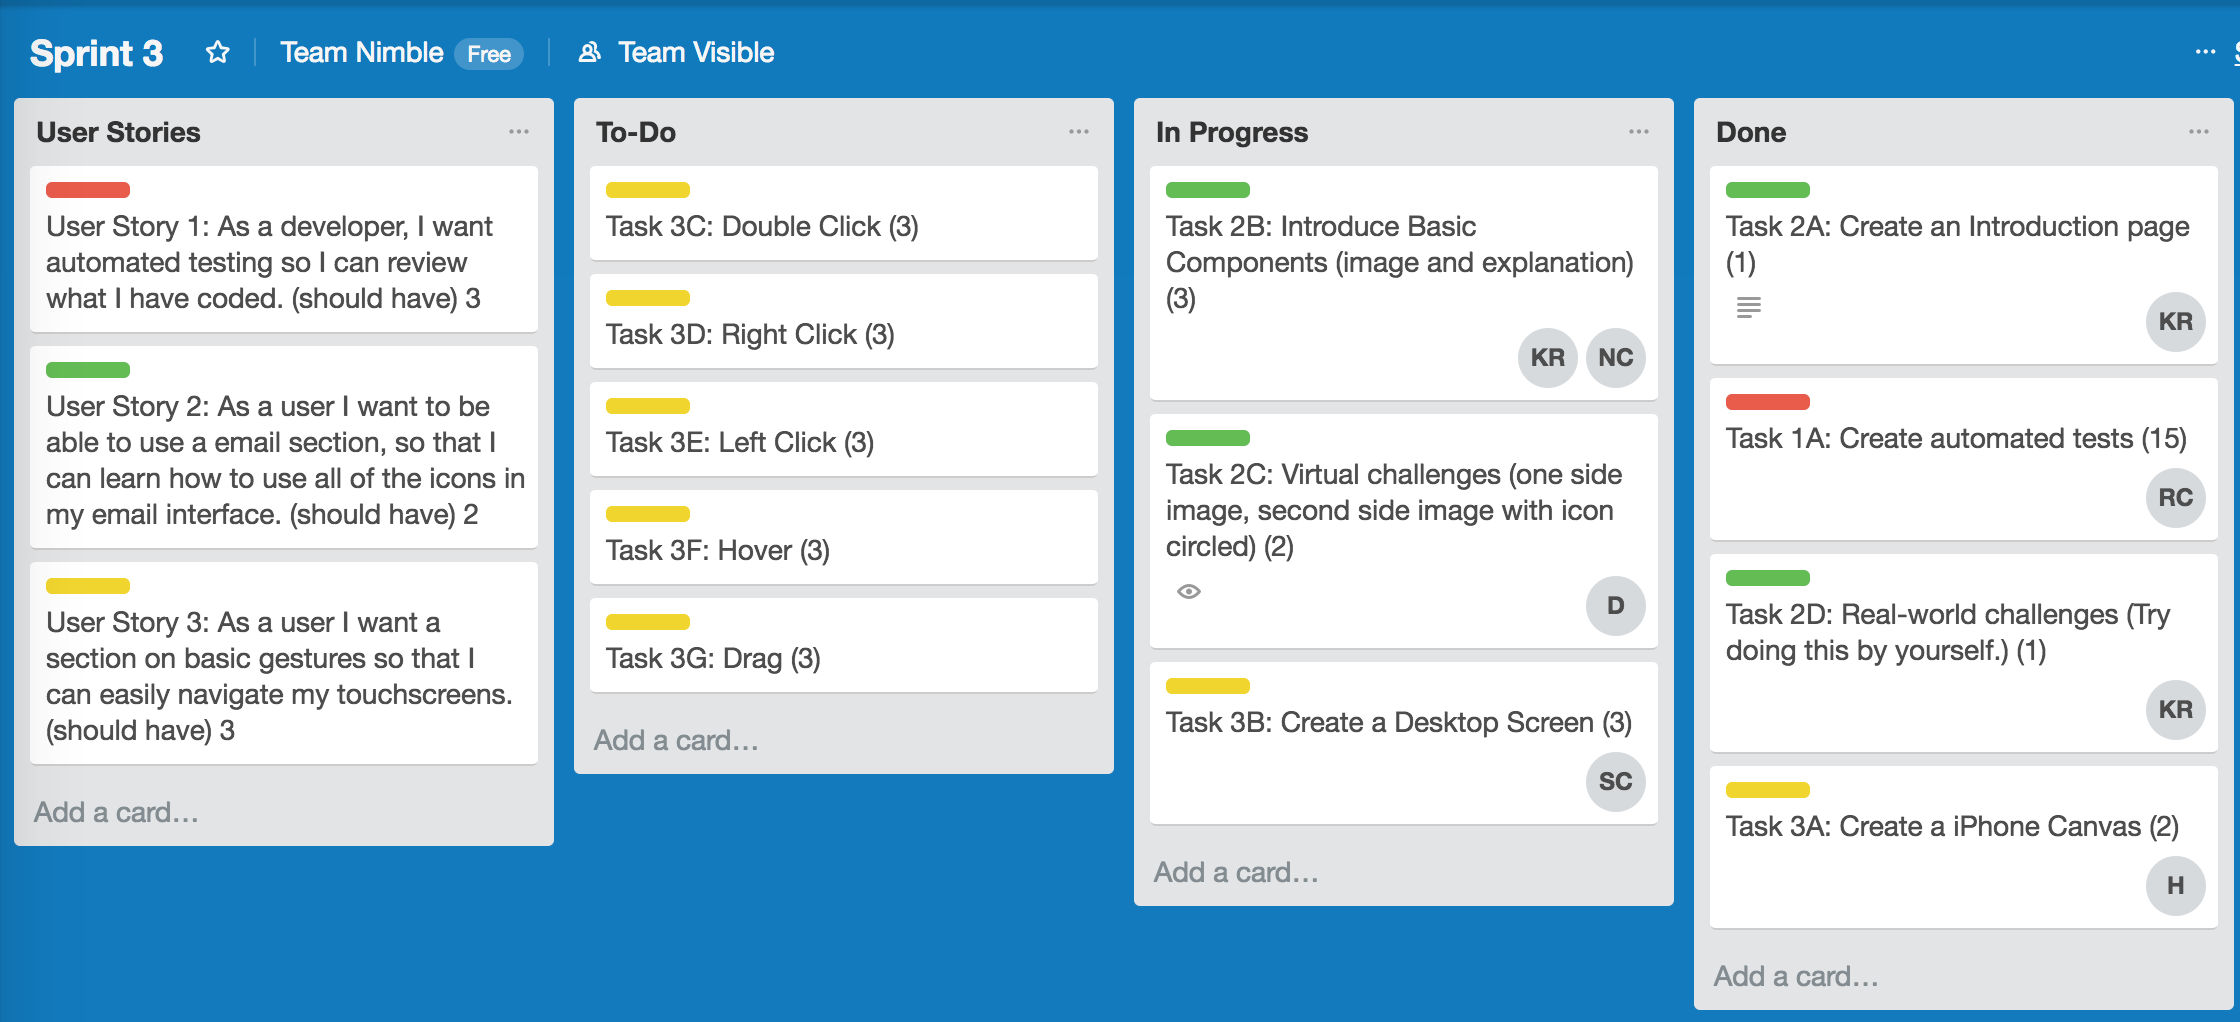 Sprint 3
Team Nimble
Free
Team Visible
User Stories
User Story 1: As a developer, I want
automated testing so I can review
what I have coded. (should have) 3
User Story 2: As a user I want to be
able to use a email section, so that I
can learn how to use all of the icons in
my email interface. (should have) 2
User Story 3: As a user I want a
section on basic gestures so that I
can easily navigate my touchscreens.
(should have) 3
Add a card…
To-Do
Task 3C: Double Click (3)
Task 3D: Right Click (3)
Task 3E: Left Click (3)
Task 3F: Hover (3)
Task 3G: Drag (3)
Add a card…
In Progress
Task 2B: Introduce Basic
Components (image and explanation)
(3)
KR NC
Task 2C: Virtual challenges (one side
image, second side image with icon
circled) (2)
D
Task 3B: Create a Desktop Screen (3)
SC
Add a card…
Done
Task 2A: Create an Introduction page
(1)
KR
Task 1A: Create automated tests (15)
RC
Task 2D: Real-world challenges (Try
doing this by yourself.) (1)
KR
Task 3A: Create a iPhone Canvas (2)
H
Add a card…